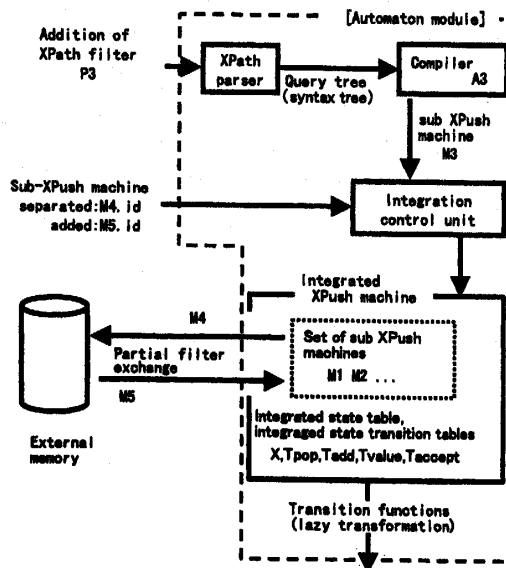 [Automaton module]
Addition of
XPath filter
P3
XPath
parser
Query tree
(syntax tree)
Compiler
A3
sub XPush
machine
M3
Sub-XPush machine
separated:M4.id
added:M5.id
Integration
control unit
Integrated
XPush machine
M4
Partial filter
exchange
M5
Set of sub XPush
machines
M1 M2 ...
External
memory
Integrated state table,
integraged state transition tables
X,Tpop,Tadd,Tvalue,Taccept
Transition functions
(lazy transformation)